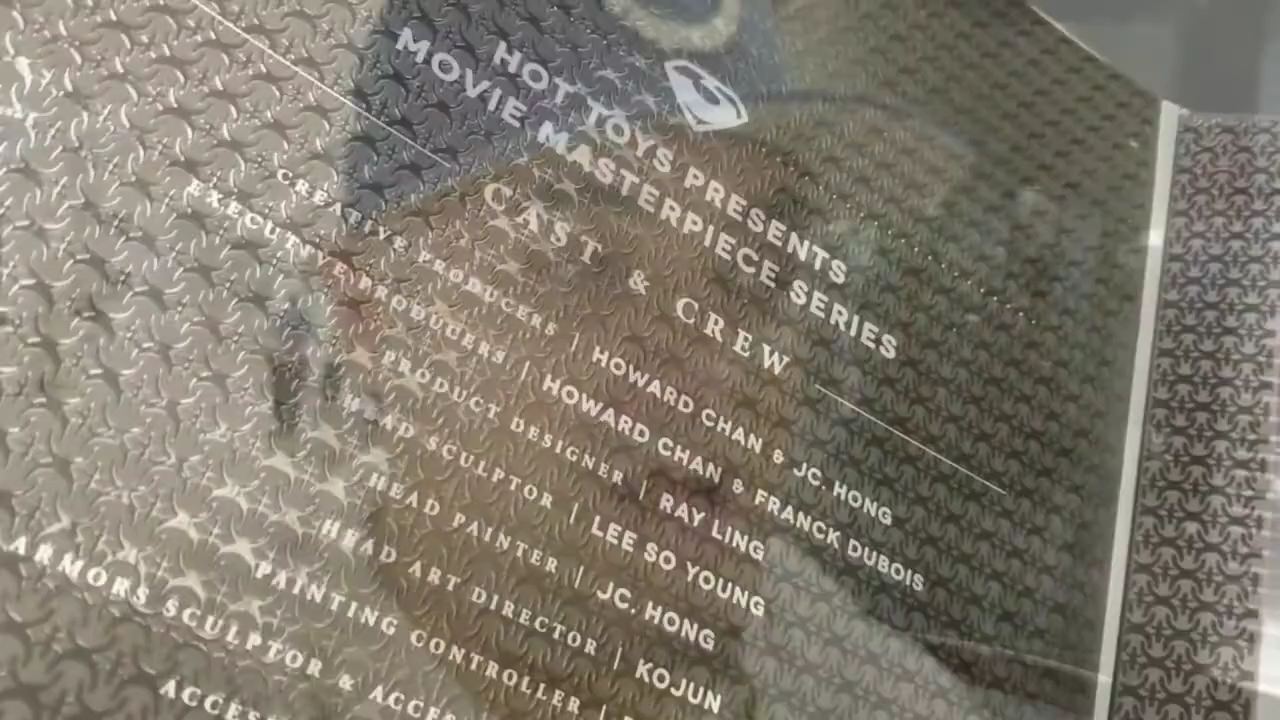 HOT TOYS PRESENTS
MOVIE MASTERPIECE SERIES
CAST & CREW
CREATIVE PRODUCERS | HOWARD CHAN & JC. HONG
EXECUTIVE PRODUCERS | HOWARD CHAN & FRANCK DUBOIS
PRODUCT DESIGNER | RAY LING
HEAD SCULPTOR | LEE SO YOUNG
HEAD PAINTER | JC. HONG
HEAD ART DIRECTOR | KOJUN
PAINTING CONTROLLER |
ARMORS SCULPTOR &